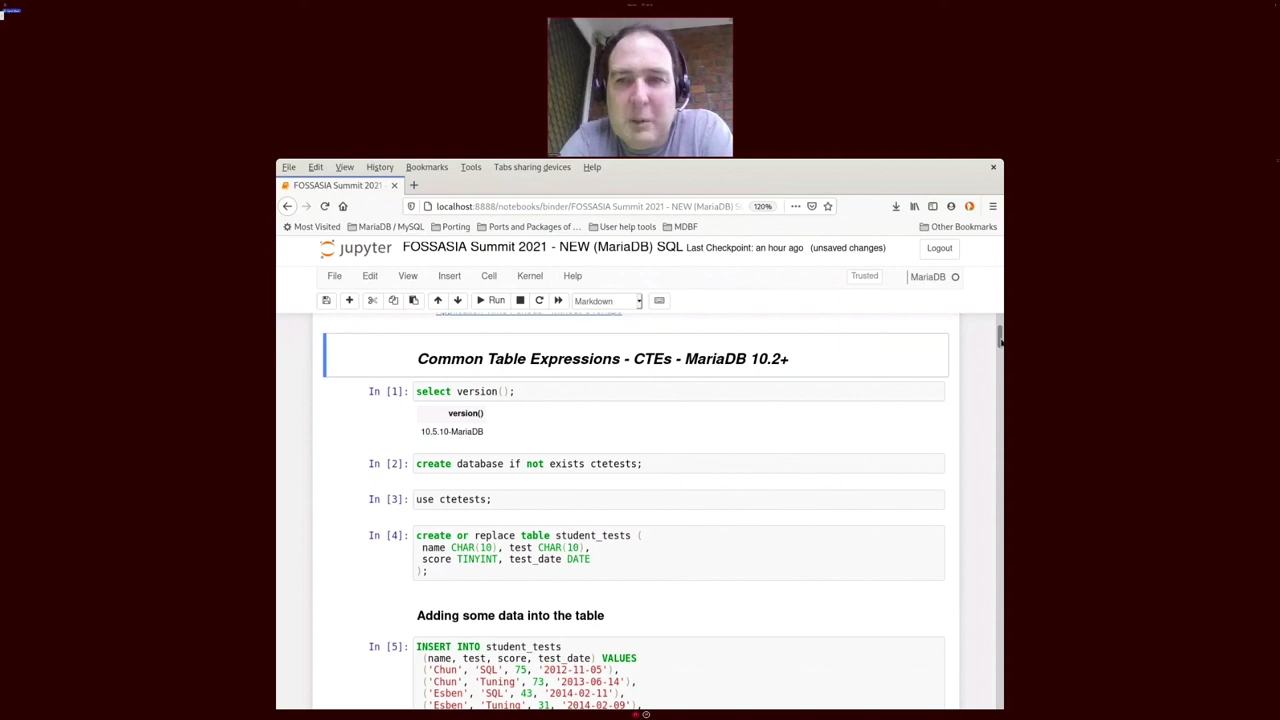 File Edit View History Bookmarks Tools Tabs sharing devices Help
FOSSASIA Summit 2021 -
localhost:8888/notebooks/binder/FOSSASIA Summit 2021 - NEW (MariaDB) S
120%
Most Visited MariaDB / MySQL Porting Ports and Packages of … User help tools MDBF Other Bookmarks
jupyter FOSSASIA Summit 2021 - NEW (MariaDB) SQL Last Checkpoint: an hour ago (unsaved changes) Logout
File Edit View Insert Cell Kernel Help Trusted MariaDB
Run Markdown
Common Table Expressions - CTEs - MariaDB 10.2+
In [1]: select version();
version()
10.5.10-MariaDB
In [2]: create database if not exists ctetests;
In [3]: use ctetests;
In [4]: create or replace table student_tests (
name CHAR(10), test CHAR(10),
score TINYINT, test_date DATE
);
Adding some data into the table
In [5]: INSERT INTO student_tests
(name, test, score, test_date) VALUES
('Chun', 'SQL', 75, '2012-11-05'),
('Chun', 'Tuning', 73, '2013-06-14'),
('Esben', 'SQL', 43, '2014-02-11'),
('Esben', 'Tuning', 31, '2014-02-09'),